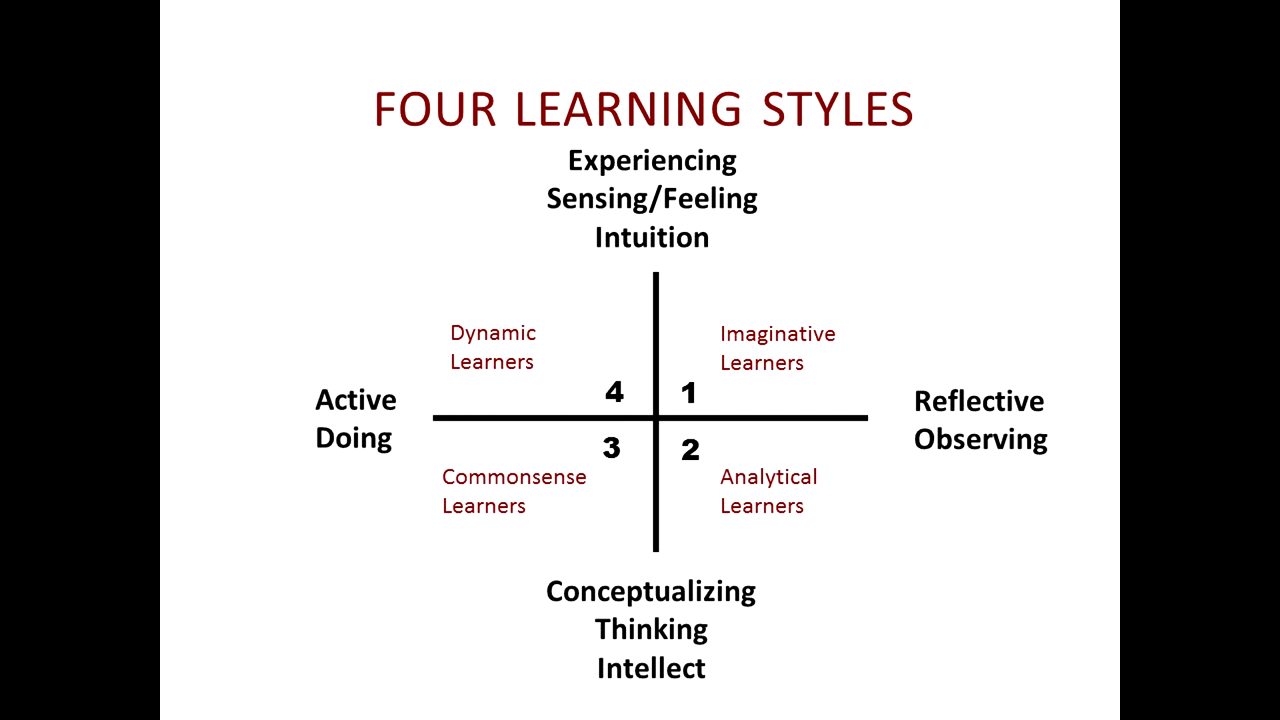 FOUR LEARNING STYLES
Experiencing
Sensing/Feeling
Intuition
Dynamic
Learners
Imaginative
Learners
4
1
Active
Doing
Reflective
Observing
3
2
Commonsense
Learners
Analytical
Learners
Conceptualizing
Thinking
Intellect